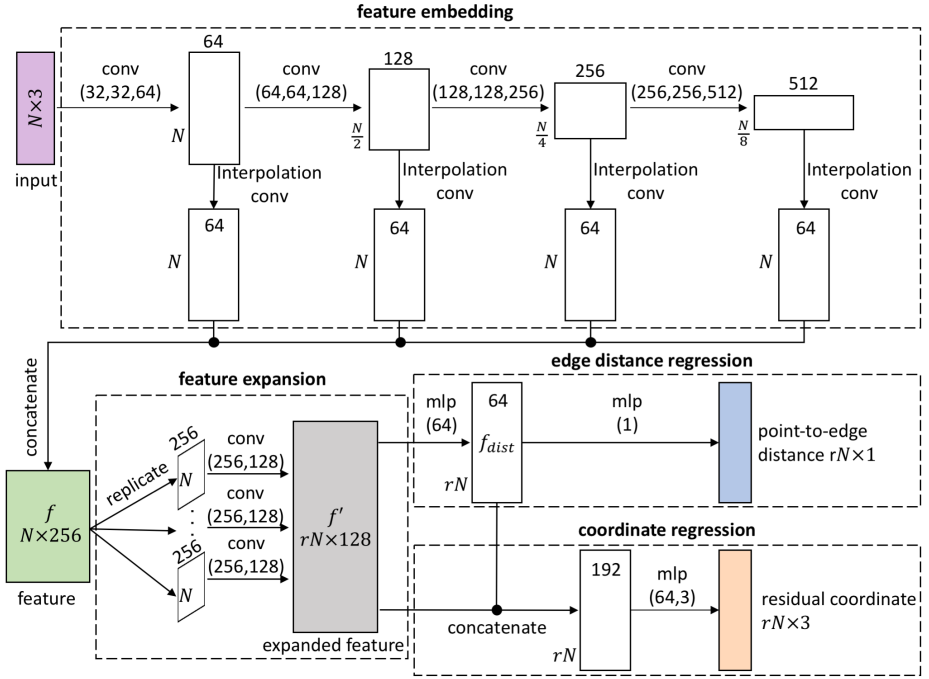 feature embedding
N×3
input
conv
(32,32,64)
64
N
conv
(64,64,128)
128
N/2
conv
(128,128,256)
256
N/4
conv
(256,256,512)
512
N/8
Interpolation
conv
Interpolation
conv
Interpolation
conv
Interpolation
conv
64
N
64
N
64
N
64
N
concatenate
f
N×256
feature
feature expansion
replicate
256
N
conv
(256,128)
conv
(256,128)
256
N
conv
(256,128)
f′
rN×128
expanded feature
edge distance regression
mlp
(64)
64
f_dist
rN
mlp
(1)
point-to-edge
distance rN×1
coordinate regression
concatenate
192
rN
mlp
(64,3)
residual coordinate
rN×3